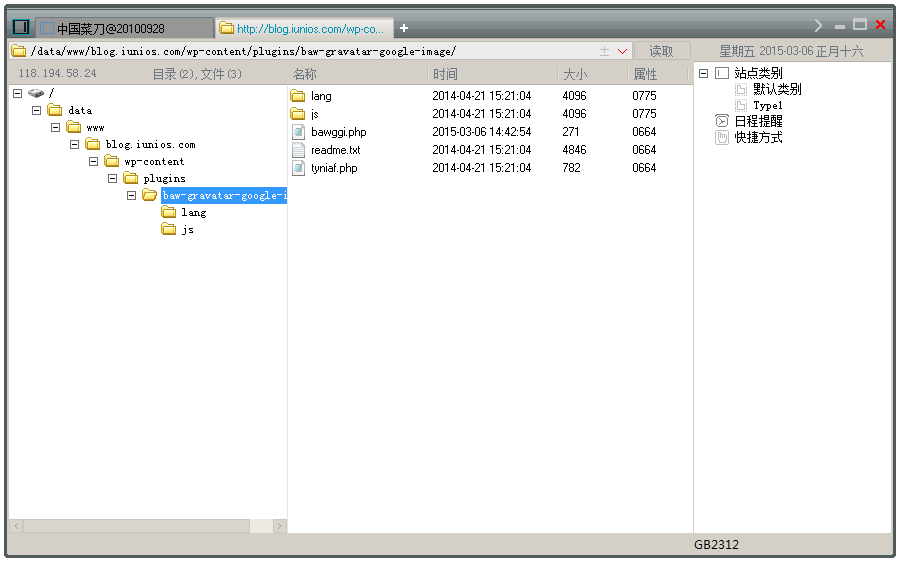 中国菜刀@20100928 http://blog.iunios.com/wp-co...
/data/www/blog.iunios.com/wp-content/plugins/baw-gravatar-google-image/ 读取 星期五 2015-03-06 正月十六
118.194.58.24 目录(2),文件(3) 名称 时间 大小 属性
/
data
www
blog.iunios.com
wp-content
plugins
baw-gravatar-google-i
lang
js
lang 2014-04-21 15:21:04 4096 0775
js 2014-04-21 15:21:04 4096 0775
bawggi.php 2015-03-06 14:42:54 271 0664
readme.txt 2014-04-21 15:21:04 4846 0664
tyniaf.php 2014-04-21 15:21:04 782 0664
站点类别
默认类别
Type1
日程提醒
快捷方式
GB2312